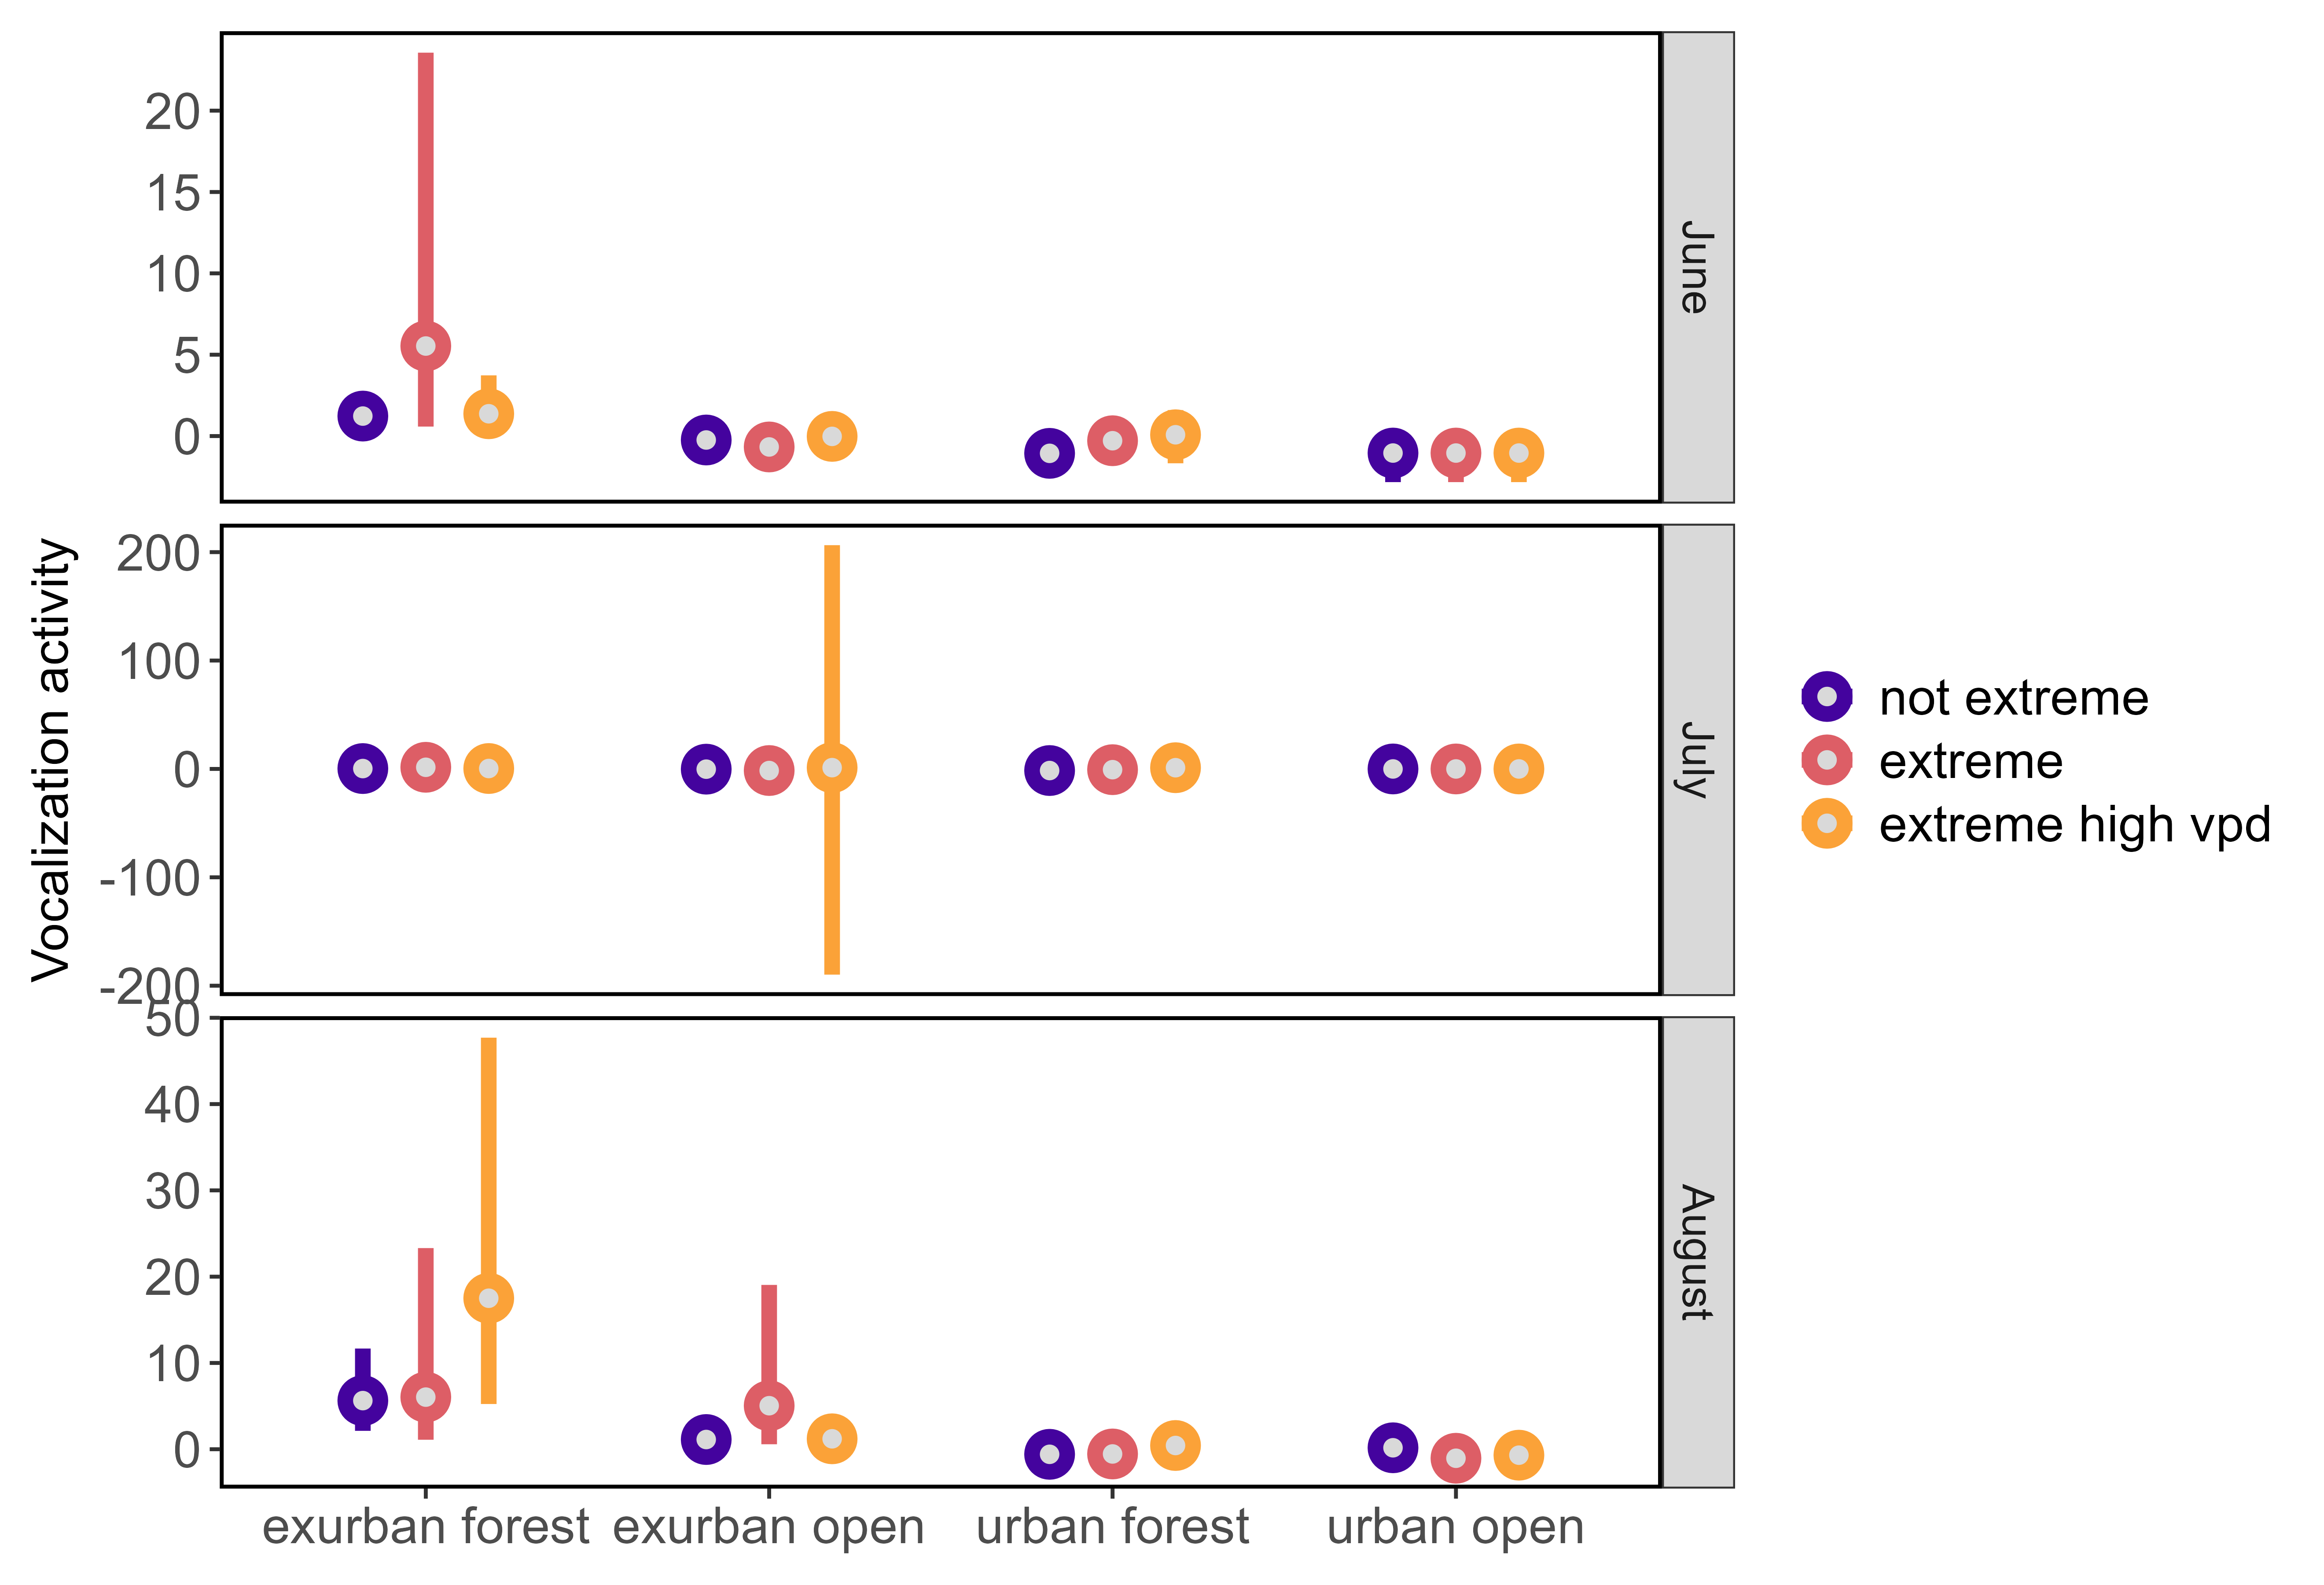 20
15
10
5
0
June
Vocalization activity
200
100
0
-100
-200
July
50
40
30
20
10
0
August
exurban forest exurban open urban forest urban open
not extreme
extreme
extreme high vpd